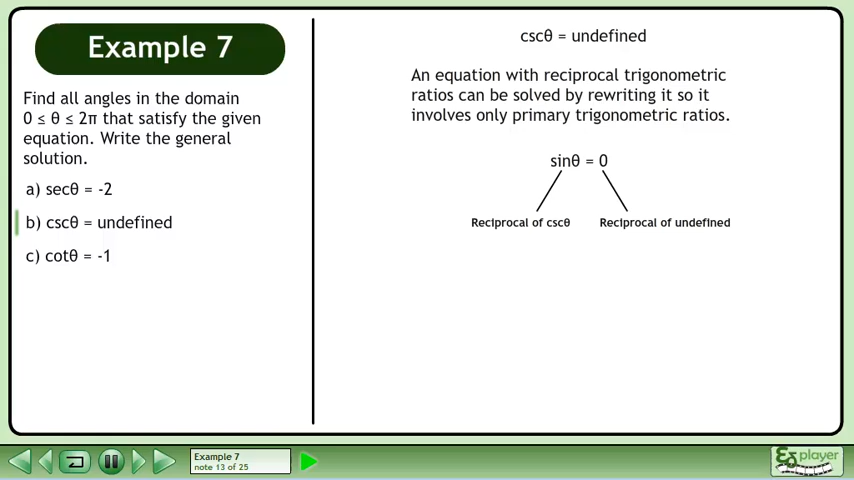 Example 7
Find all angles in the domain
0 ≤ θ ≤ 2π that satisfy the given
equation. Write the general
solution.
a) secθ = -2
b) cscθ = undefined
c) cotθ = -1
cscθ = undefined
An equation with reciprocal trigonometric
ratios can be solved by rewriting it so it
involves only primary trigonometric ratios.
sinθ = 0
Reciprocal of cscθ
Reciprocal of undefined
Example 7
note 13 of 25
player